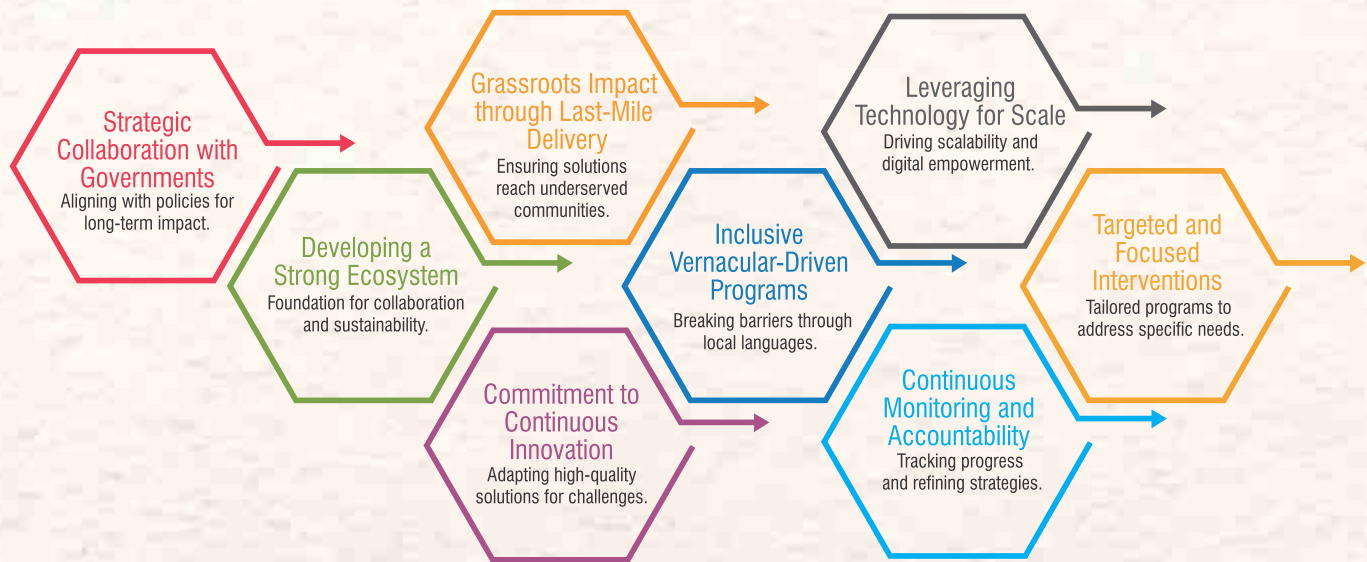 Strategic
Collaboration with
Governments
Aligning with policies for
long-term impact.
Developing a
Strong Ecosystem
Foundation for collaboration
and sustainability.
Grassroots Impact
through Last-Mile
Delivery
Ensuring solutions
reach underserved
communities.
Commitment to
Continuous
Innovation
Adapting high-quality
solutions for challenges.
Inclusive
Vernacular-Driven
Programs
Breaking barriers through
local languages.
Leveraging
Technology for Scale
Driving scalability and
digital empowerment.
Continuous
Monitoring and
Accountability
Tracking progress
and refining strategies.
Targeted and
Focused
Interventions
Tailored programs to
address specific needs.